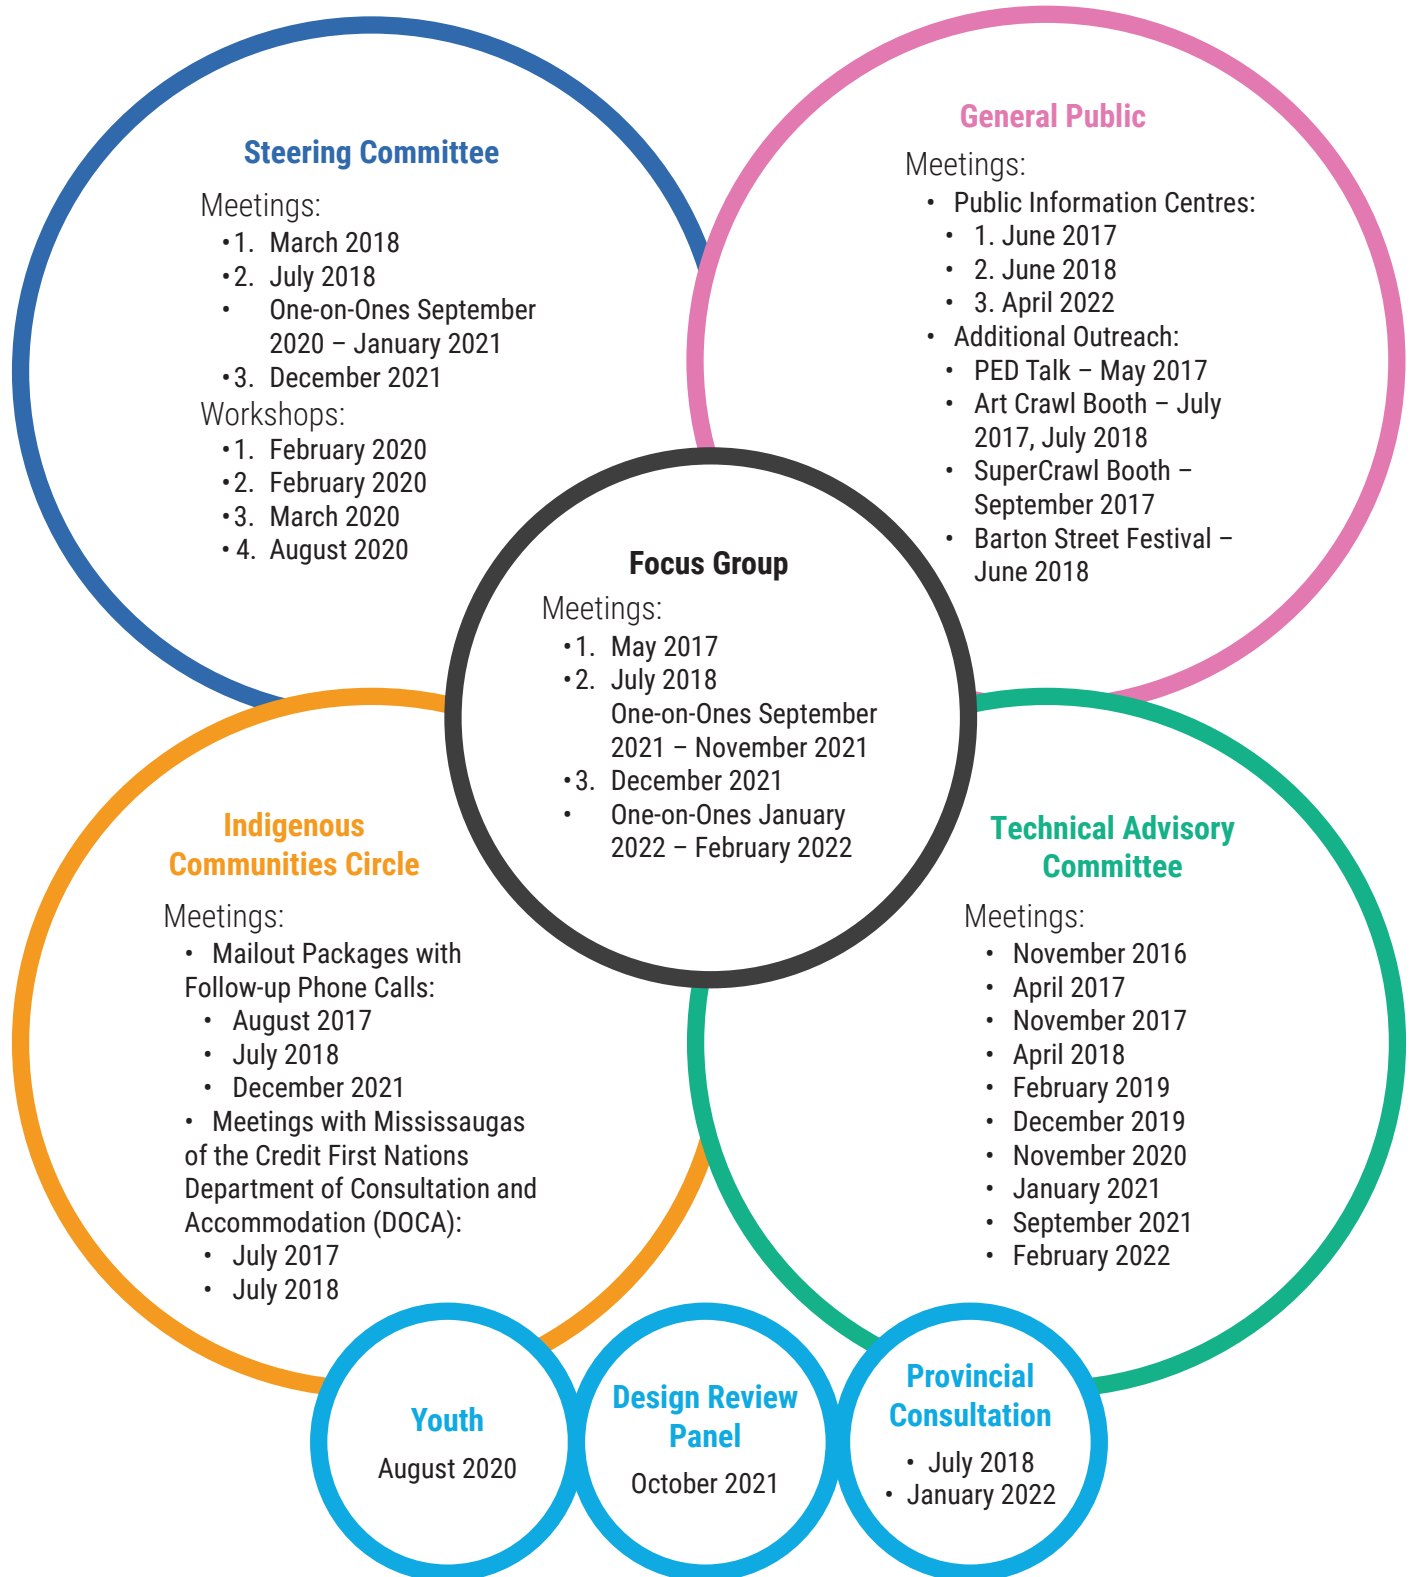 Steering Committee
Meetings:
•1. March 2018
•2. July 2018
• One-on-Ones September
2020 – January 2021
•3. December 2021
Workshops:
•1. February 2020
•2. February 2020
•3. March 2020
•4. August 2020
General Public
Meetings:
• Public Information Centres:
• 1. June 2017
• 2. June 2018
• 3. April 2022
• Additional Outreach:
• PED Talk – May 2017
• Art Crawl Booth – July
2017, July 2018
• SuperCrawl Booth –
September 2017
• Barton Street Festival –
June 2018
Focus Group
Meetings:
•1. May 2017
•2. July 2018
One-on-Ones September
2021 – November 2021
•3. December 2021
• One-on-Ones January
2022 – February 2022
Indigenous
Communities Circle
Meetings:
• Mailout Packages with
Follow-up Phone Calls:
• August 2017
• July 2018
• December 2021
• Meetings with Mississaugas
of the Credit First Nations
Department of Consultation and
Accommodation (DOCA):
• July 2017
• July 2018
Technical Advisory
Committee
Meetings:
• November 2016
• April 2017
• November 2017
• April 2018
• February 2019
• December 2019
• November 2020
• January 2021
• September 2021
• February 2022
Youth
August 2020
Design Review
Panel
October 2021
Provincial
Consultation
• July 2018
• January 2022